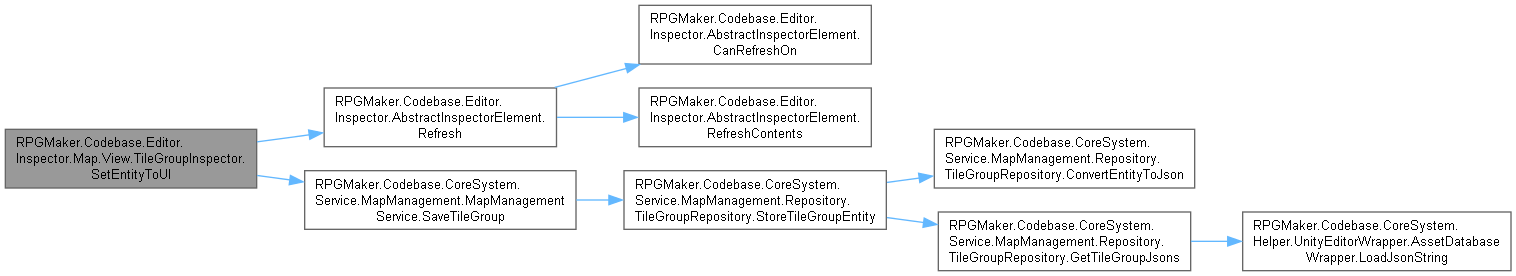 RPGMaker.Codebase.Editor.
Inspector.Map.View.TileGroupInspector.
SetEntityToUI
RPGMaker.Codebase.Editor.
Inspector.AbstractInspectorElement.
Refresh
RPGMaker.Codebase.Editor.
Inspector.AbstractInspectorElement.
CanRefreshOn
RPGMaker.Codebase.Editor.
Inspector.AbstractInspectorElement.
RefreshContents
RPGMaker.Codebase.CoreSystem.
Service.MapManagement.MapManagement
Service.SaveTileGroup
RPGMaker.Codebase.CoreSystem.
Service.MapManagement.Repository.
TileGroupRepository.StoreTileGroupEntity
RPGMaker.Codebase.CoreSystem.
Service.MapManagement.Repository.
TileGroupRepository.ConvertEntityToJson
RPGMaker.Codebase.CoreSystem.
Service.MapManagement.Repository.
TileGroupRepository.GetTileGroupJsons
RPGMaker.Codebase.CoreSystem.
Helper.UnityEditorWrapper.AssetDatabase
Wrapper.LoadJsonString